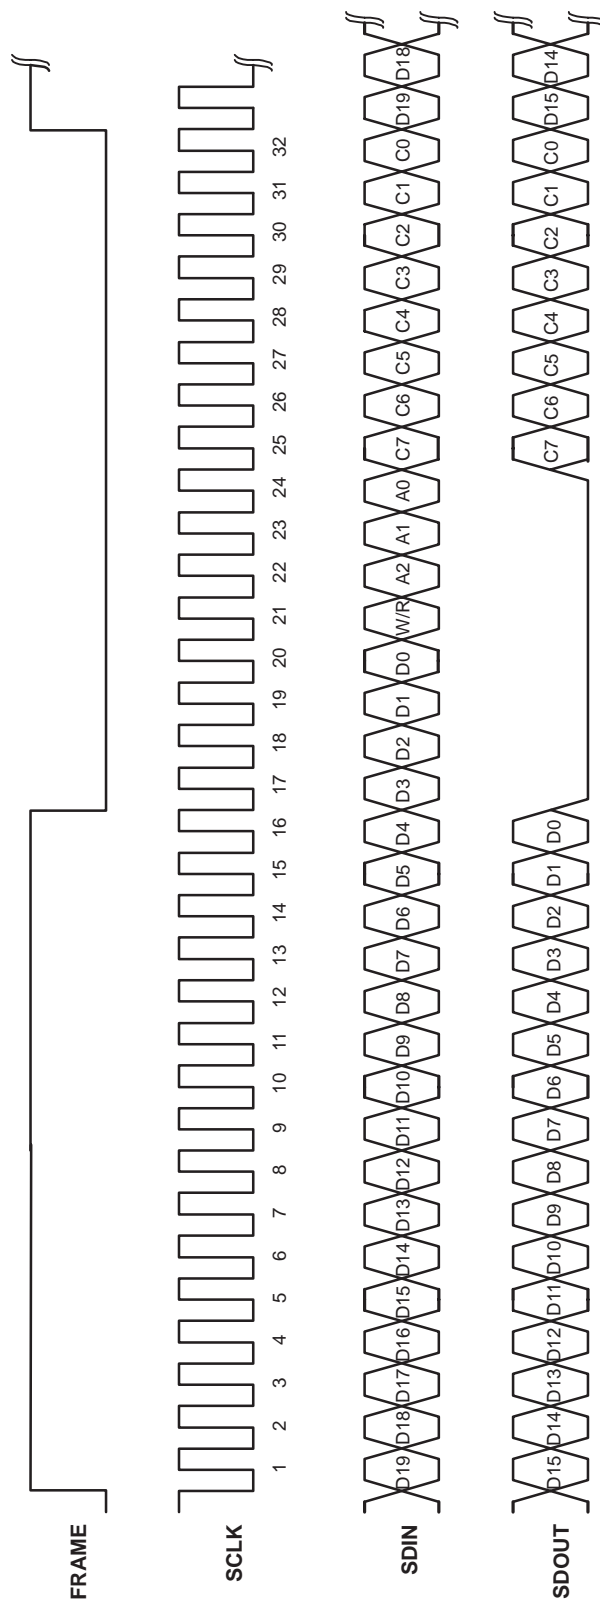 FRAME
SCLK
1 2 3 4 5 6 7 8 9 10 11 12 13 14 15 16 17 18 19 20 21 22 23 24 25 26 27 28 29 30 31 32
SDIN
D19 D18 D17 D16 D15 D14 D13 D12 D11 D10 D9 D8 D7 D6 D5 D4 D3 D2 D1 D0 W/R A2 A1 A0 C7 C6 C5 C4 C3 C2 C1 C0 D19 D18
SDOUT
D15 D14 D13 D12 D11 D10 D9 D8 D7 D6 D5 D4 D3 D2 D1 D0 C7 C6 C5 C4 C3 C2 C1 C0 D15 D14